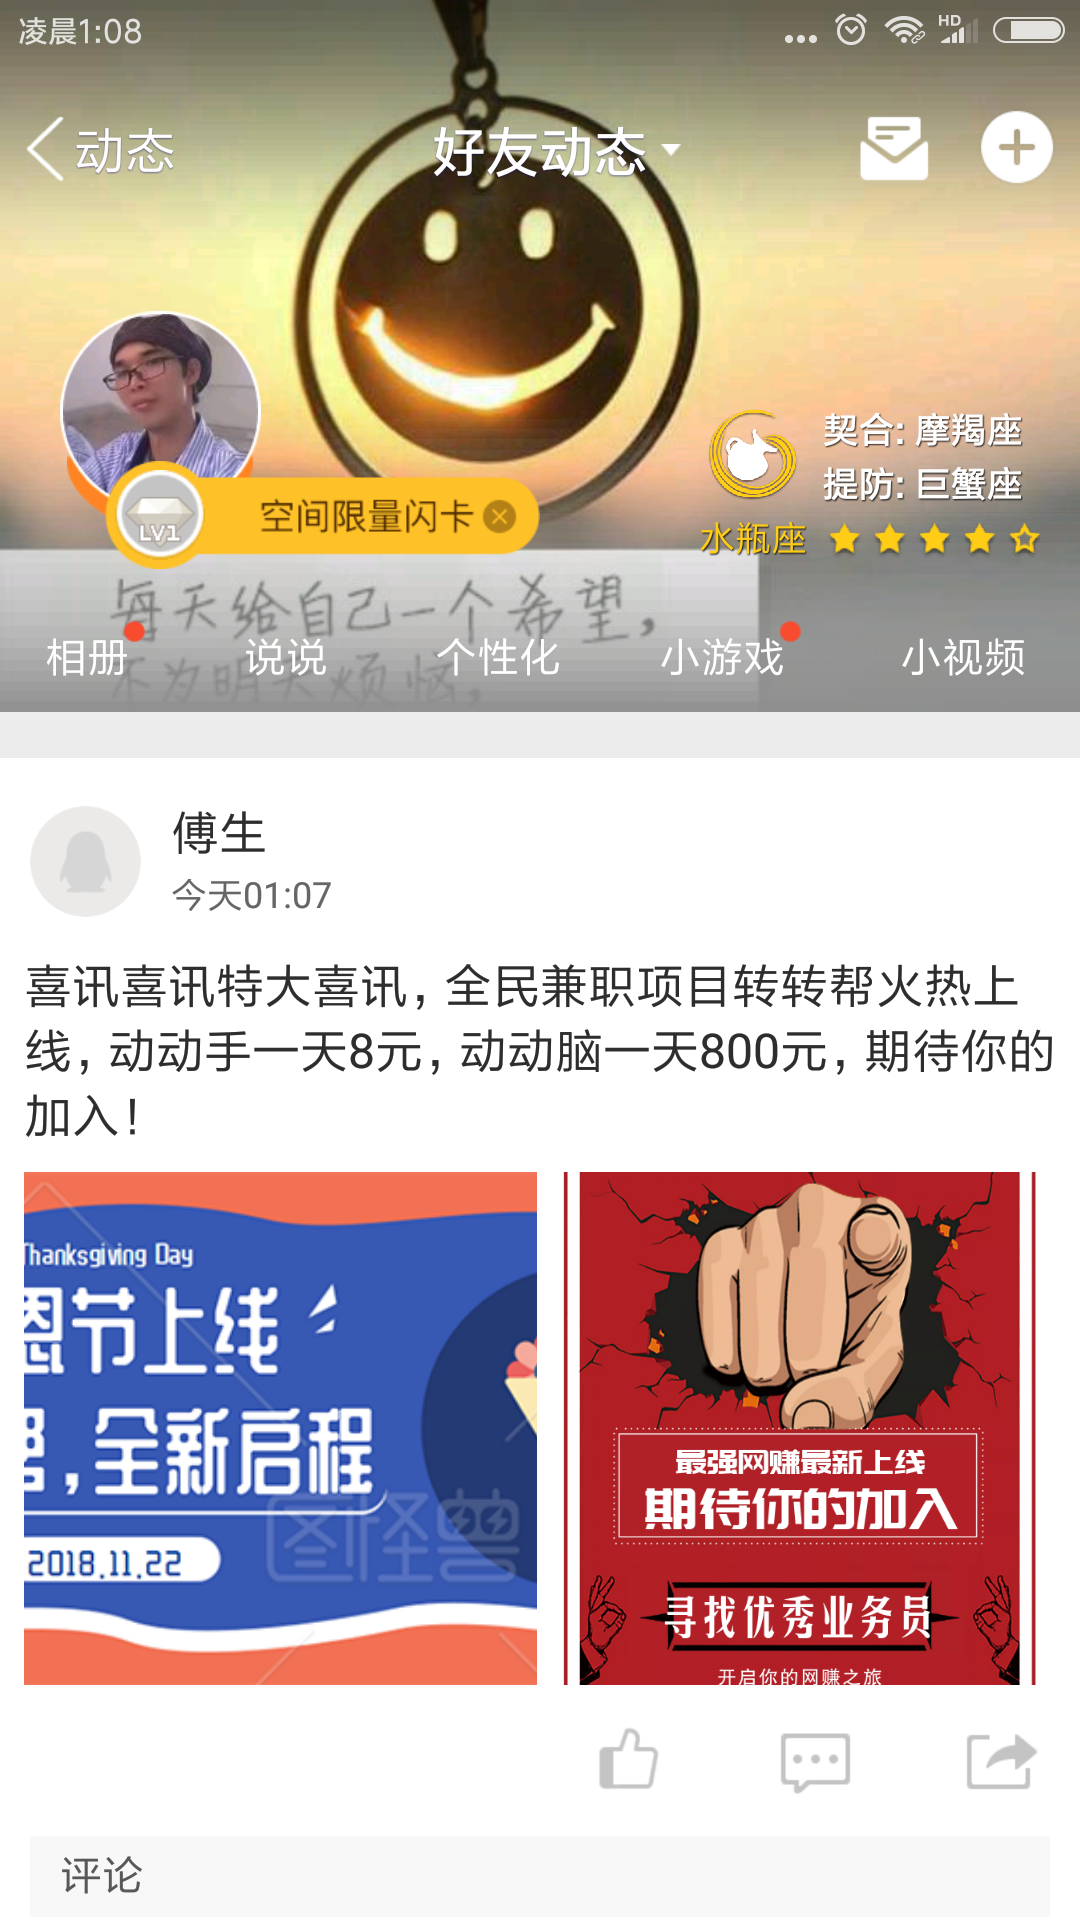 凌晨1:08
HD
动态
好友动态
契合: 摩羯座
提防: 巨蟹座
LV1
空间限量闪卡
水瓶座
每天给自己一个希望，
不为明天烦恼，
相册
说说
个性化
小游戏
小视频
傅生
今天01:07
喜讯喜讯特大喜讯，全民兼职项目转转帮火热上
线，动动手一天8元，动动脑一天800元，期待你的
加入！
Thanksgiving Day
恩节上线
，全新启程
图怪兽
2018.11.22
最强网赚最新上线
期待你的加入
寻找优秀业务员
开启你的网赚之旅
评论